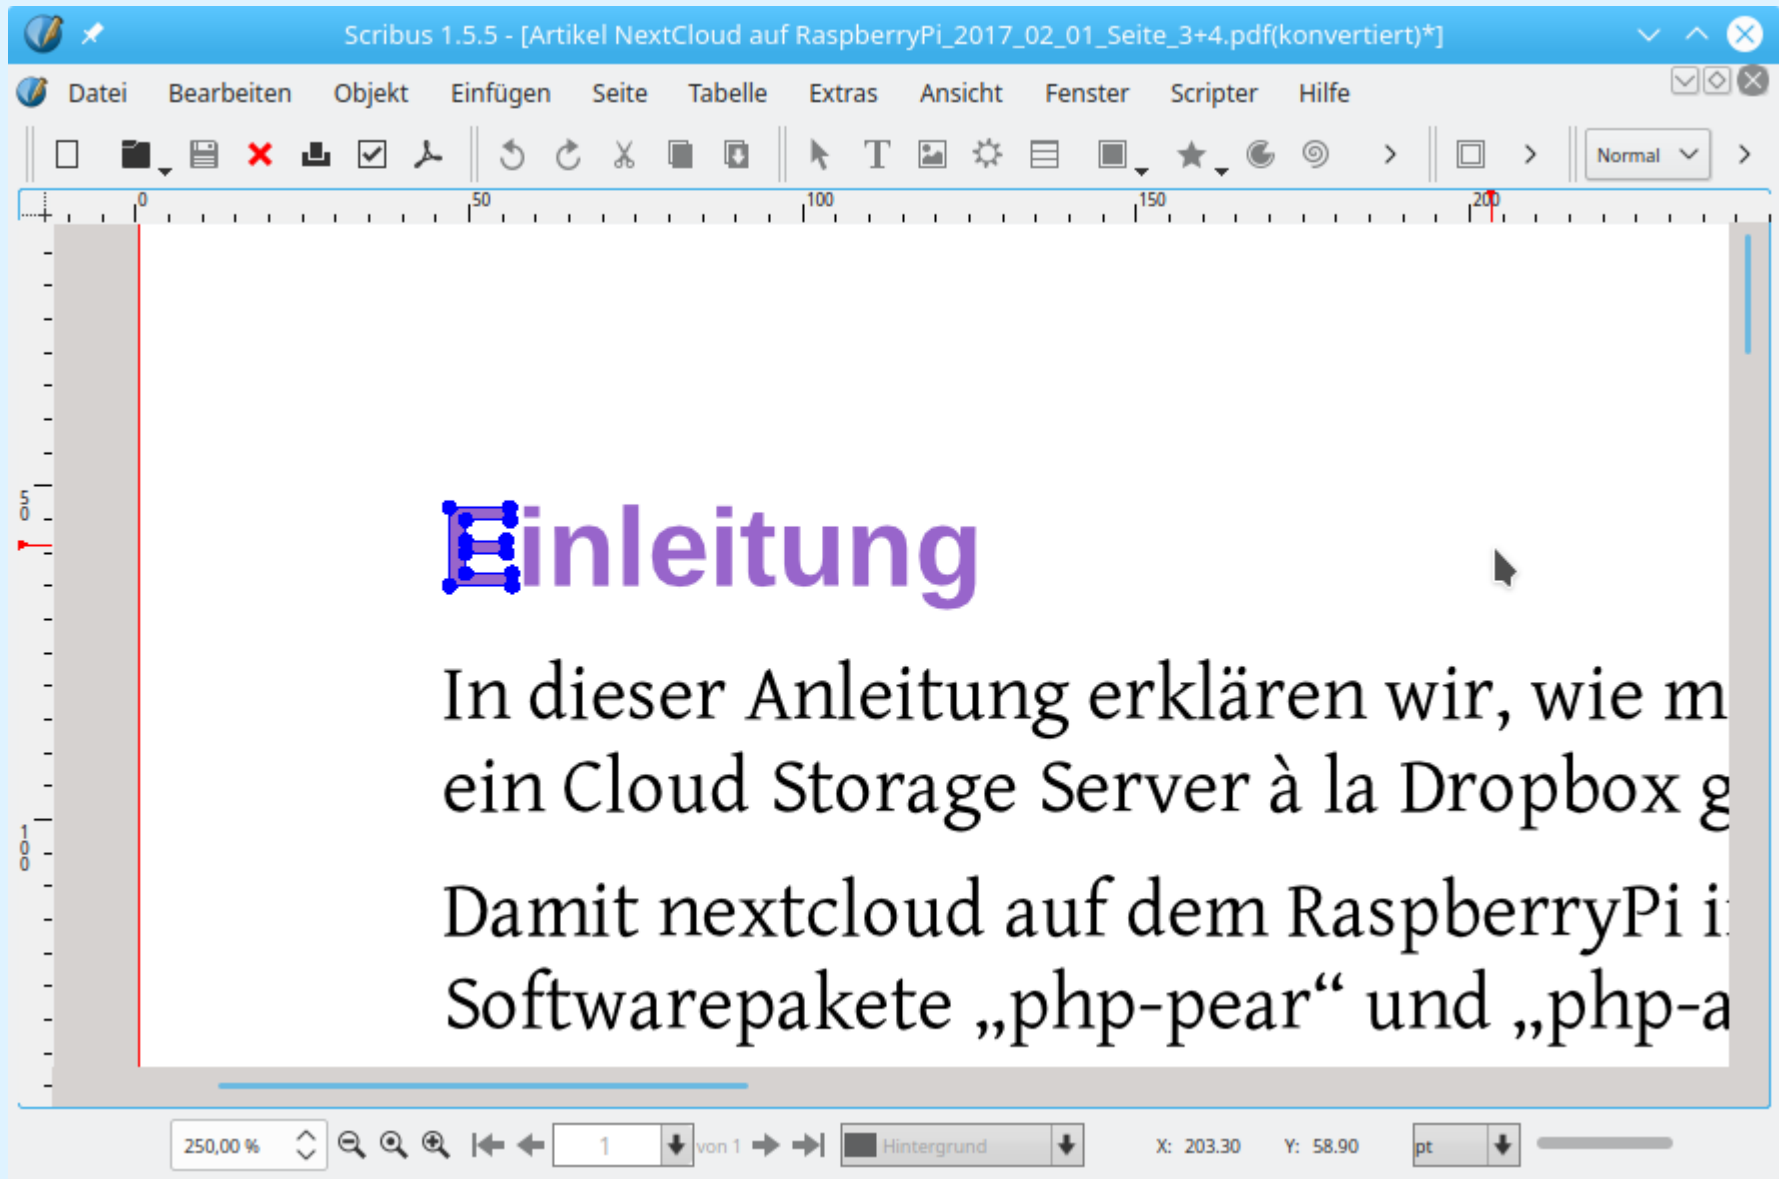 Scribus 1.5.5 - [Artikel NextCloud auf RaspberryPi_2017_02_01_Seite_3+4.pdf(konvertiert)*]
Datei Bearbeiten Objekt Einfügen Seite Tabelle Extras Ansicht Fenster Scripter Hilfe
Normal
0 50 100 150 200
50
Einleitung
In dieser Anleitung erklären wir, wie m
ein Cloud Storage Server à la Dropbox g
100
Damit nextcloud auf dem RaspberryPi i
Softwarepakete „php-pear“ und „php-a
250,00 % 1 von 1 Hintergrund X: 203.30 Y: 58.90 pt